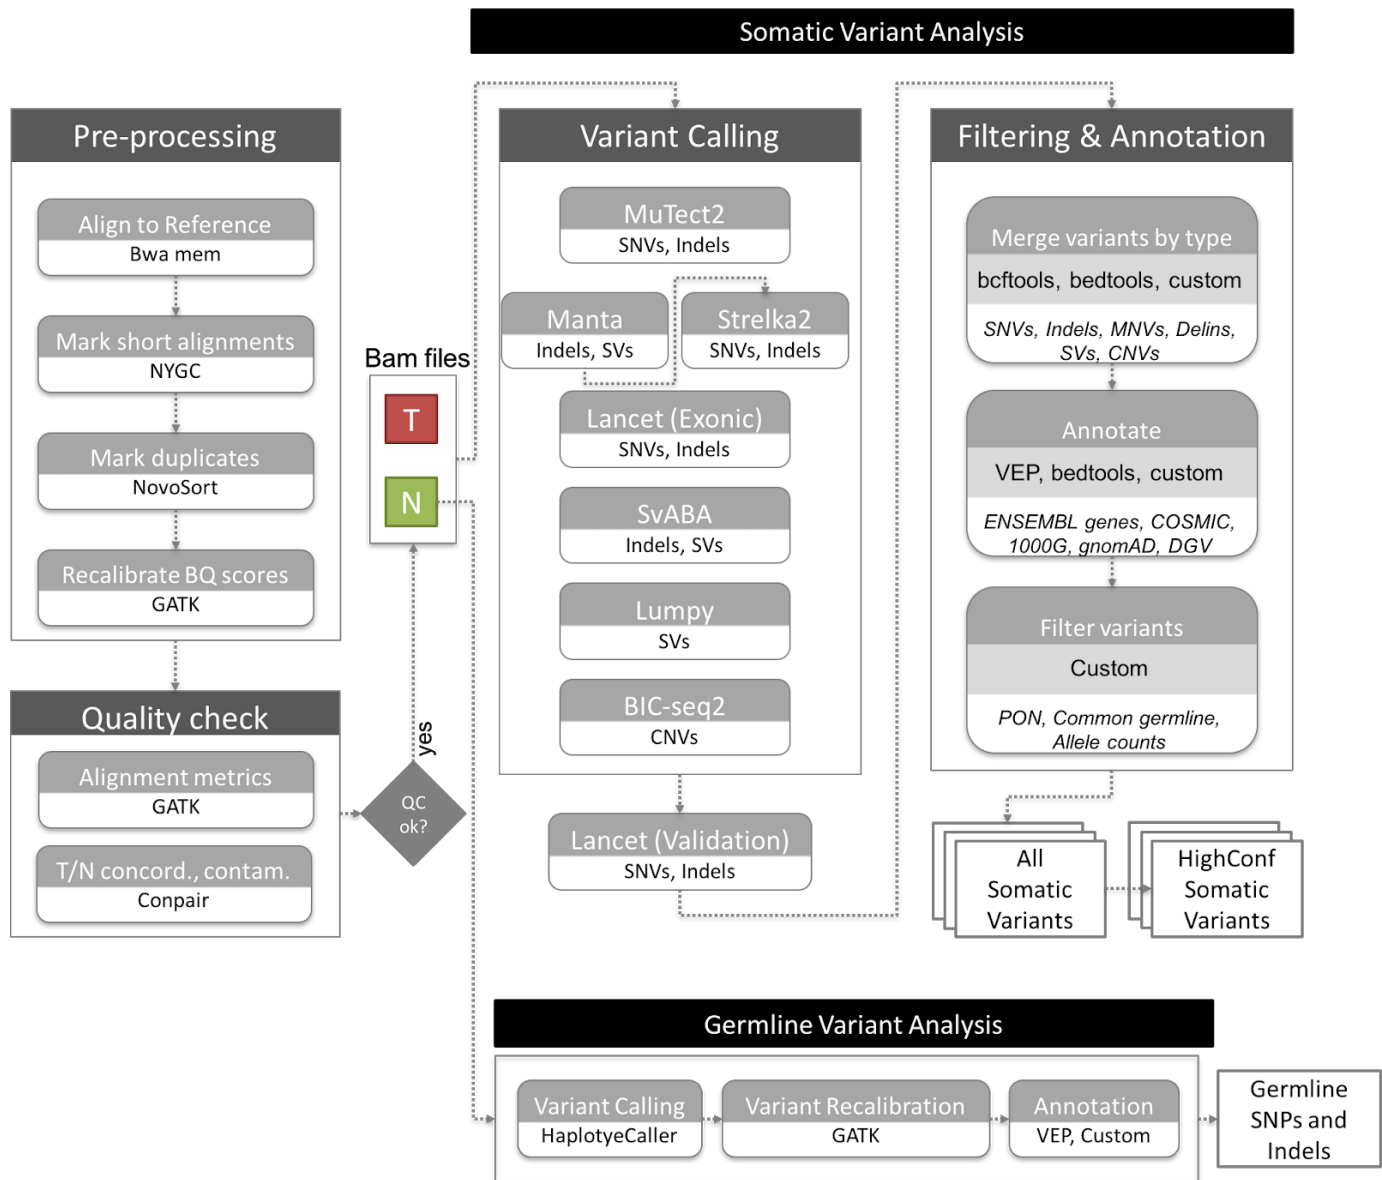 Somatic Variant Analysis
Pre-processing
Align to Reference
Bwa mem
Mark short alignments
NYGC
Mark duplicates
NovoSort
Recalibrate BQ scores
GATK
Quality check
Alignment metrics
GATK
T/N concord., contam.
Conpair
QC
ok?
yes
Bam files
T
N
Variant Calling
MuTect2
SNVs, Indels
Manta
Indels, SVs
Strelka2
SNVs, Indels
Lancet (Exonic)
SNVs, Indels
SvABA
Indels, SVs
Lumpy
SVs
BIC-seq2
CNVs
Lancet (Validation)
SNVs, Indels
Filtering & Annotation
Merge variants by type
bcftools, bedtools, custom
SNVs, Indels, MNVs, Delins,
SVs, CNVs
Annotate
VEP, bedtools, custom
ENSEMBL genes, COSMIC,
1000G, gnomAD, DGV
Filter variants
Custom
PON, Common germline,
Allele counts
All
Somatic
Variants
HighConf
Somatic
Variants
Germline Variant Analysis
Variant Calling
HaplotyeCaller
Variant Recalibration
GATK
Annotation
VEP, Custom
Germline
SNPs and
Indels